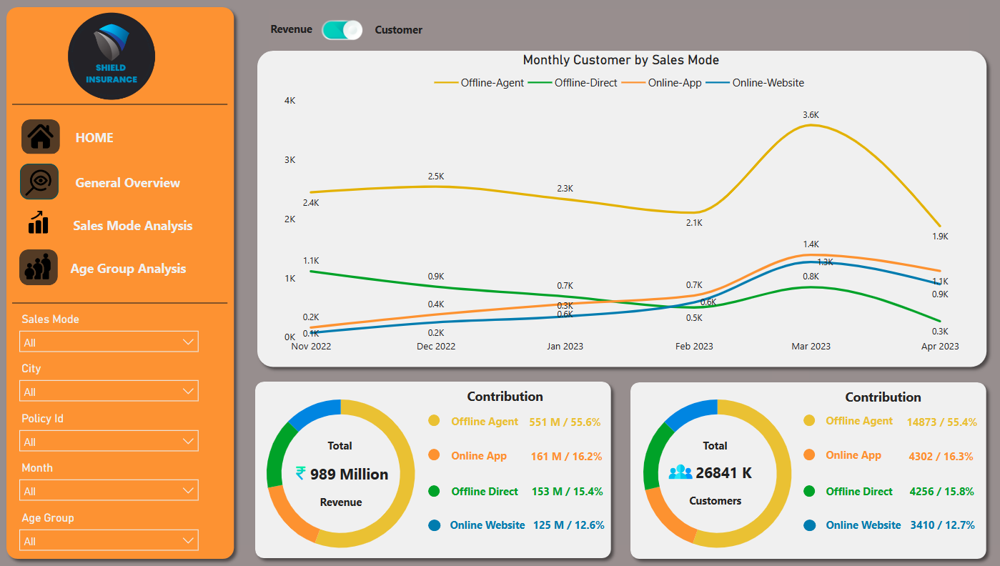 SHIELD
INSURANCE
HOME
General Overview
Sales Mode Analysis
Age Group Analysis
Sales Mode
All
City
All
Policy Id
All
Month
All
Age Group
All
Revenue Customer
Monthly Customer by Sales Mode
Offline-Agent Offline-Direct Online-App Online-Website
4K
3K
2K
1K
0K
2.4K 2.5K 2.3K 2.1K 3.6K 1.9K
1.1K 0.9K 0.7K 0.5K 0.8K 0.3K
0.2K 0.4K 0.6K 0.7K 1.4K 1.1K
0.1K 0.2K 0.3K 0.6K 1.3K 0.9K
Nov 2022 Dec 2022 Jan 2023 Feb 2023 Mar 2023 Apr 2023
Contribution
Total
₹ 989 Million
Revenue
Offline Agent 551 M / 55.6%
Online App 161 M / 16.2%
Offline Direct 153 M / 15.4%
Online Website 125 M / 12.6%
Contribution
Total
26841 K
Customers
Offline Agent 14873 / 55.4%
Online App 4302 / 16.3%
Offline Direct 4256 / 15.8%
Online Website 3410 / 12.7%